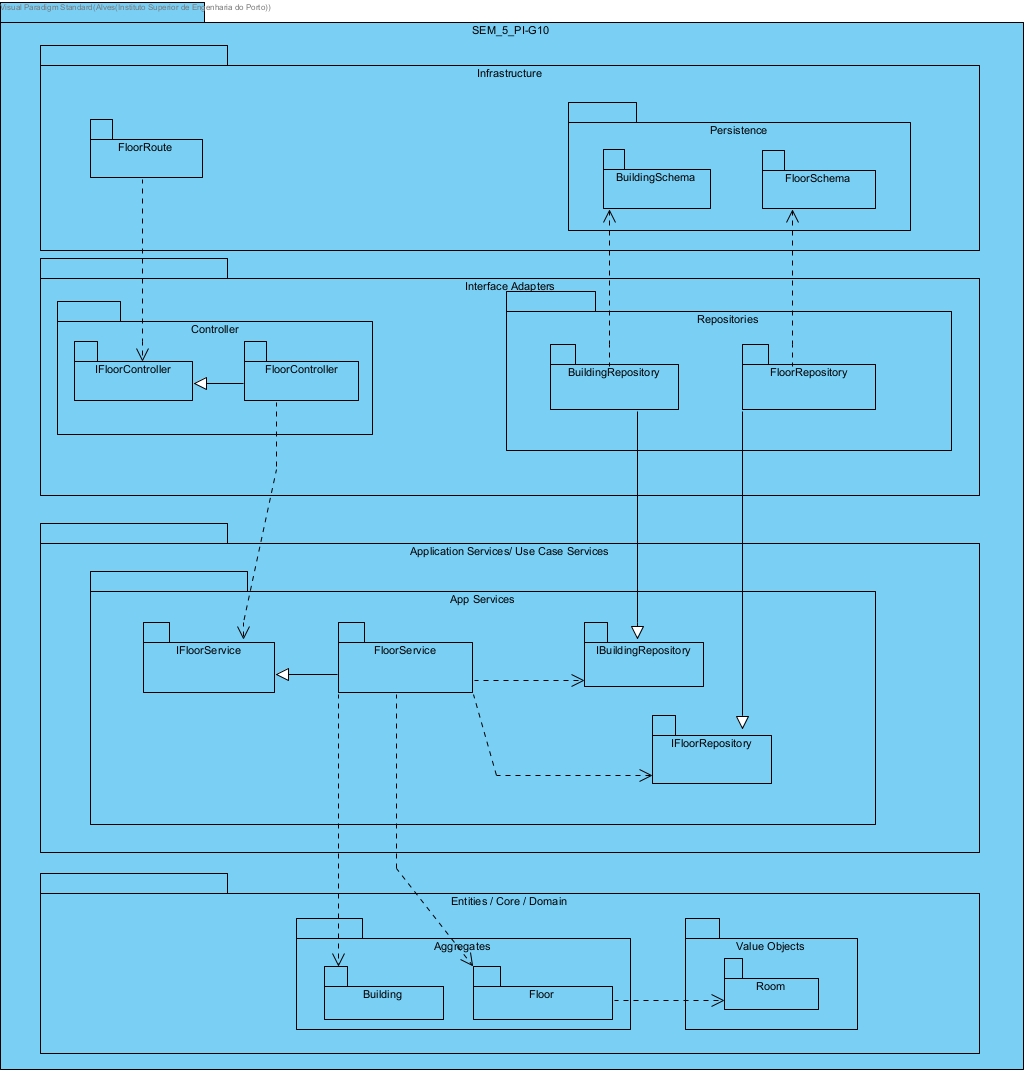 Visual Paradigm Standard(Alves(Instituto Superior de Engenharia do Porto))
SEM_5_PI-G10
Infrastructure
FloorRoute
Persistence
BuildingSchema
FloorSchema
Interface Adapters
Controller
IFloorController
FloorController
Repositories
BuildingRepository
FloorRepository
Application Services/ Use Case Services
App Services
IFloorService
FloorService
IBuildingRepository
IFloorRepository
Entities / Core / Domain
Aggregates
Building
Floor
Value Objects
Room